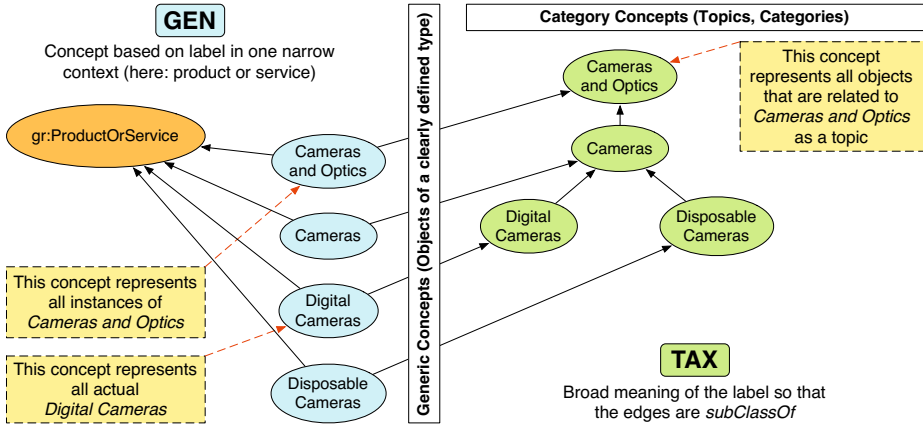 GEN
Concept based on label in one narrow
context (here: product or service)
gr:ProductOrService
Cameras
and Optics
Cameras
This concept represents
all instances of
Cameras and Optics
Digital
Cameras
This concept represents
all actual
Digital Cameras
Disposable
Cameras
Generic Concepts (Objects of a clearly defined type)
Category Concepts (Topics, Categories)
Cameras
and Optics
This concept
represents all objects
that are related to
Cameras and Optics
as a topic
Cameras
Digital
Cameras
Disposable
Cameras
TAX
Broad meaning of the label so that
the edges are subClassOf